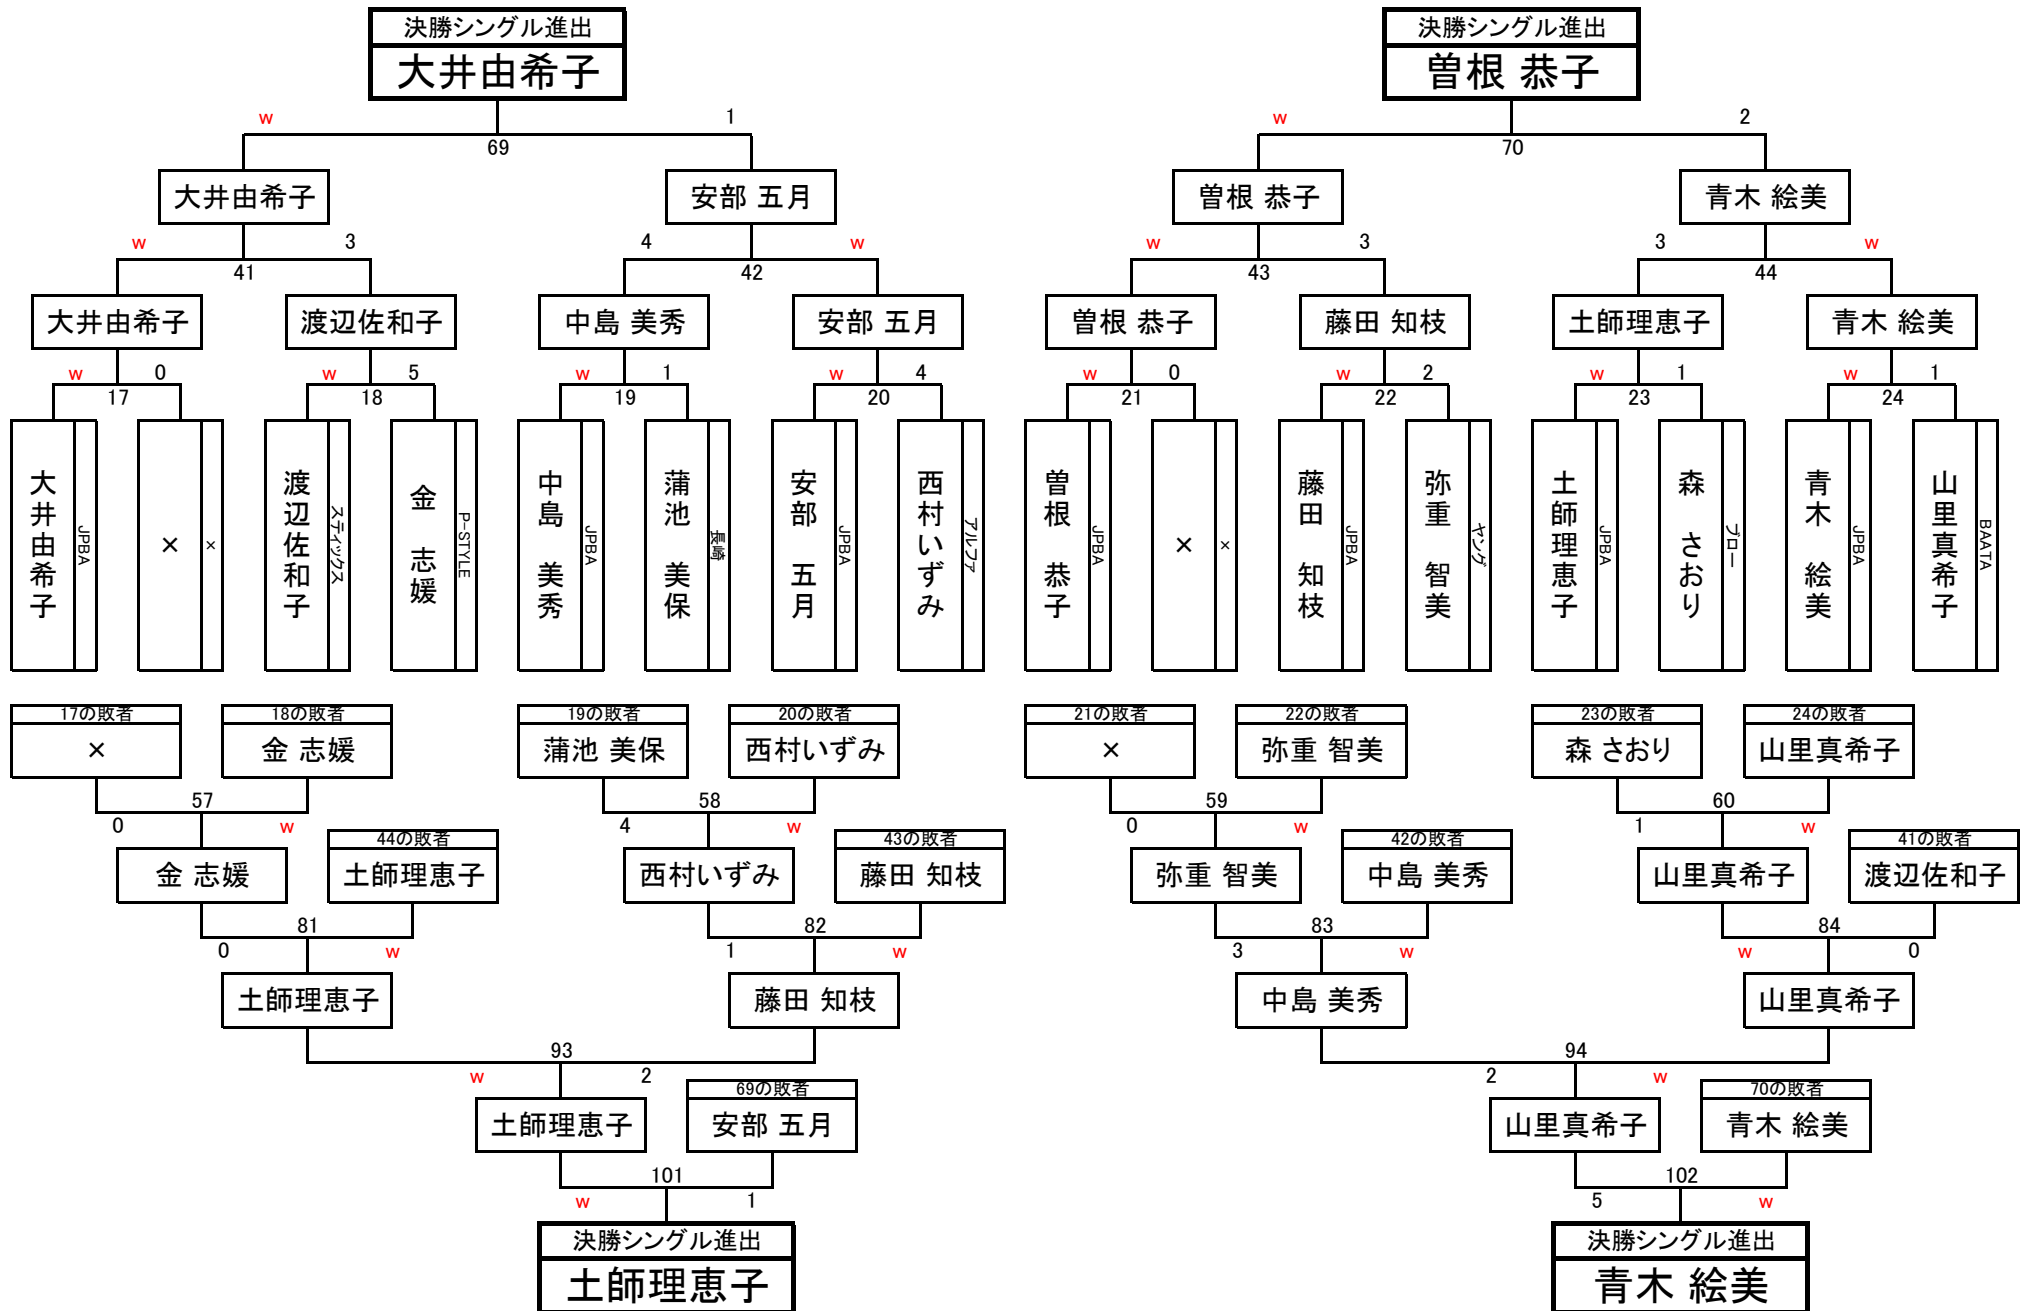 決勝シングル進出 決勝シングル進出
大井由希子 曽根 恭子
w 1 w 2
69 70
大井由希子 安部 五月 曽根 恭子 青木 絵美
w 3 4 w w 3 3 w
41 42 43 44
大井由希子 渡辺佐和子 中島 美秀 安部 五月 曽根 恭子 藤田 知枝 土師理恵子 青木 絵美
w 0 w 5 w 1 w 4 w 0 w 2 w 1 w 1
17 18 19 20 21 22 23 24
大井由希子 JPBA
× ×
渡辺佐和子 スティックス
金 志媛 P-STYLE
中島 美秀 JPBA
蒲池 美保 長崎
安部 五月 JPBA
西村いずみ アルファ
曽根 恭子 JPBA
× ×
藤田 知枝 JPBA
弥重 智美 ヤング
土師理恵子 JPBA
森 さおり ブロー
青木 絵美 JPBA
山里真希子 BAATA
17の敗者 18の敗者 19の敗者 20の敗者 21の敗者 22の敗者 23の敗者 24の敗者
× 金 志媛 蒲池 美保 西村いずみ × 弥重 智美 森 さおり 山里真希子
57 58 59 60
0 w 4 w 0 w 1 w
44の敗者 43の敗者 42の敗者 41の敗者
金 志媛 土師理恵子 西村いずみ 藤田 知枝 弥重 智美 中島 美秀 山里真希子 渡辺佐和子
81 82 83 84
0 w 1 w 3 w w 0
土師理恵子 藤田 知枝 中島 美秀 山里真希子
93 94
w 2 2 w
69の敗者 70の敗者
土師理恵子 安部 五月 山里真希子 青木 絵美
101 102
w 1 5 w
決勝シングル進出 決勝シングル進出
土師理恵子 青木 絵美